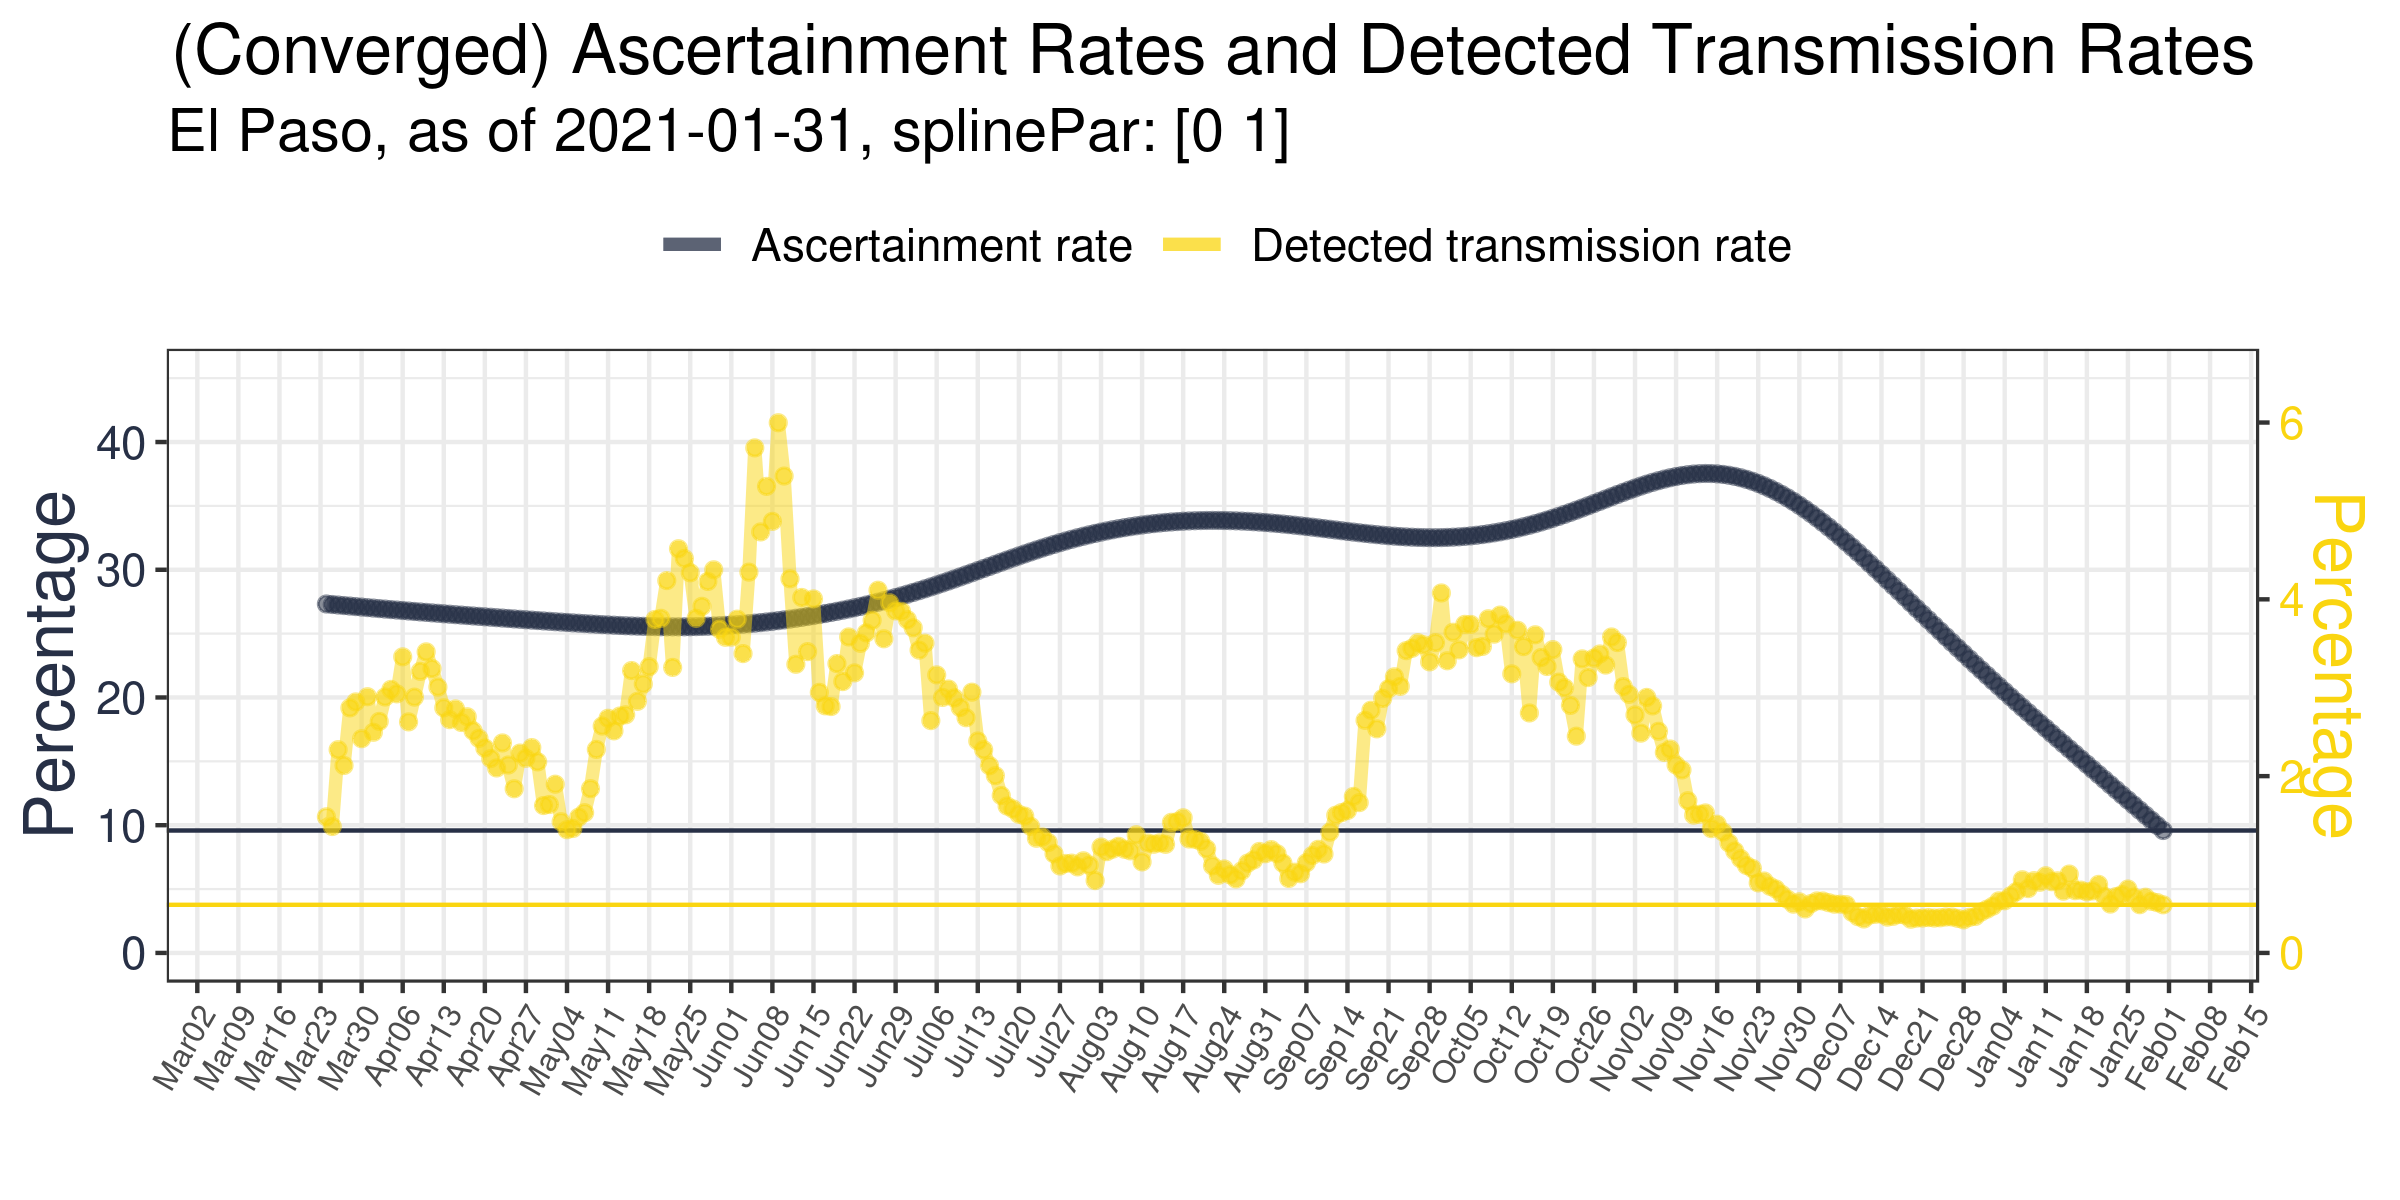 (Converged) Ascertainment Rates and Detected Transmission Rates
El Paso, as of 2021-01-31, splinePar: [0 1]
Ascertainment rate
Detected transmission rate
Percentage
40
30
20
10
0
6
4
2
0
Percentage
Mar02
Mar09
Mar16
Mar23
Mar30
Apr06
Apr13
Apr20
Apr27
May04
May11
May18
May25
Jun01
Jun08
Jun15
Jun22
Jun29
Jul06
Jul13
Jul20
Jul27
Aug03
Aug10
Aug17
Aug24
Aug31
Sep07
Sep14
Sep21
Sep28
Oct05
Oct12
Oct19
Oct26
Nov02
Nov09
Nov16
Nov23
Nov30
Dec07
Dec14
Dec21
Dec28
Jan04
Jan11
Jan18
Jan25
Feb01
Feb08
Feb15